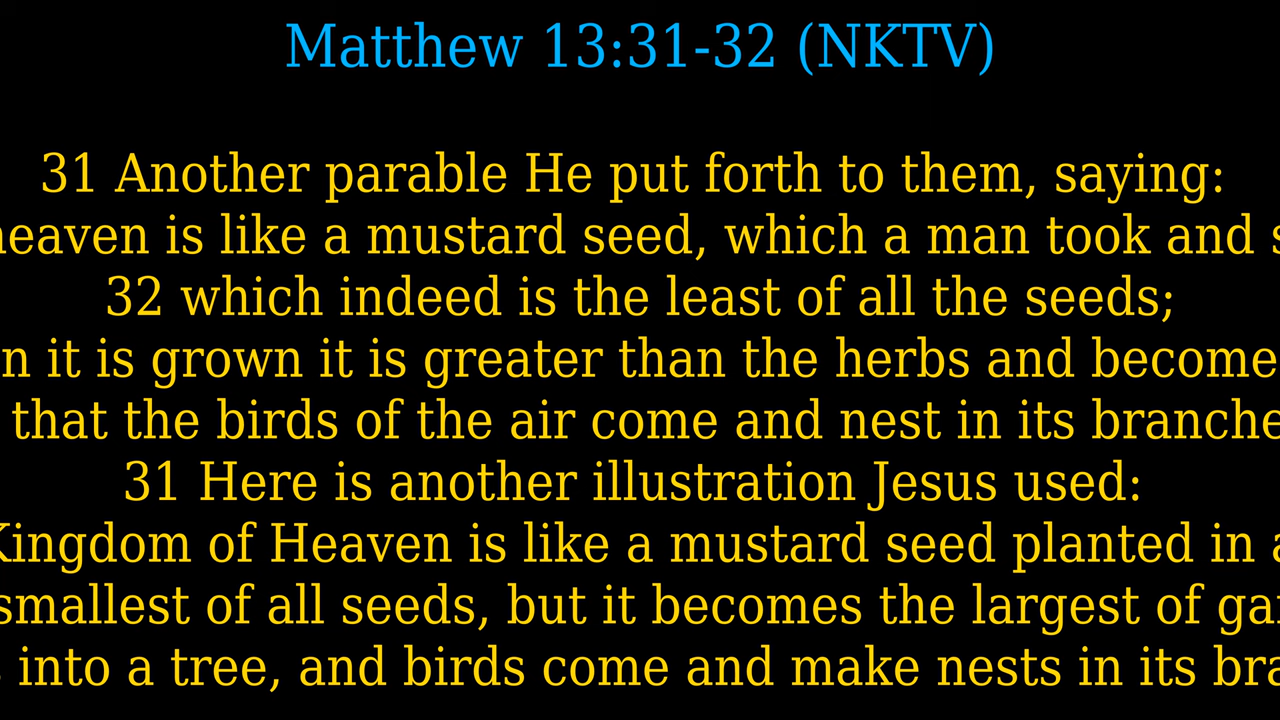 Matthew 13:31-32 (NKTV)
31 Another parable He put forth to them, saying:
heaven is like a mustard seed, which a man took and
32 which indeed is the least of all the seeds;
it is grown it is greater than the herbs and become
that the birds of the air come and nest in its branche
31 Here is another illustration Jesus used:
Kingdom of Heaven is like a mustard seed planted in
smallest of all seeds, but it becomes the largest of
into a tree, and birds come and make nests in its